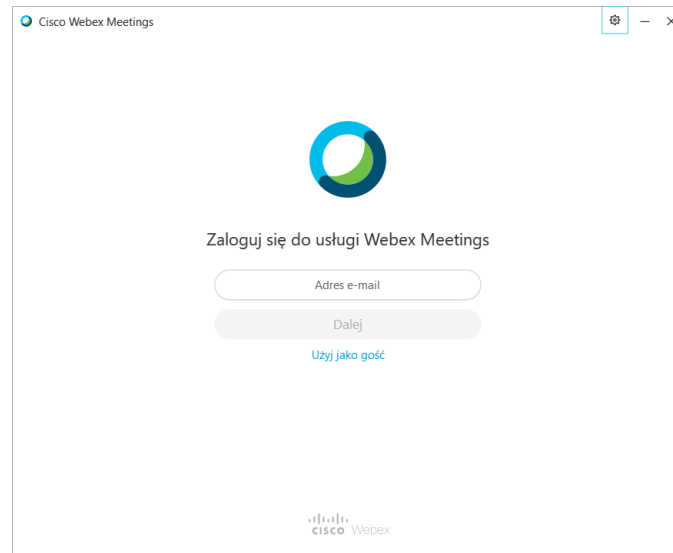 Cisco Webex Meetings
Zaloguj się do usługi Webex Meetings
Adres e-mail
Dalej
Użyj jako gość
cisco Webex